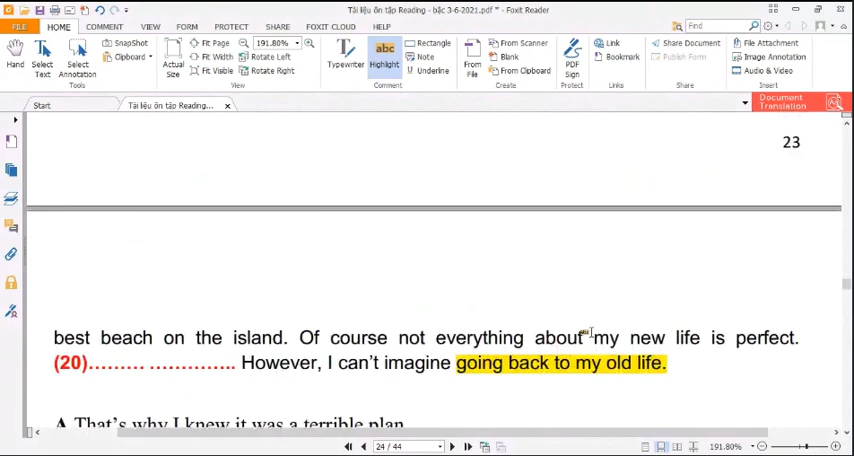 Tài liệu ôn tập Reading - bậc 3-6-2021.pdf * - Foxit Reader
FILE HOME COMMENT VIEW FORM PROTECT SHARE FOXIT CLOUD HELP
Find
SnapShot Fit Page 191.80% Rectangle From Scanner Link Share Document File Attachment
Clipboard Fit Width Rotate Left Note Blank Bookmark Publish Form Image Annotation
Fit Visible Rotate Right Underline From Clipboard Audio & Video
Hand Select Text Select Annotation Actual Size Typewriter abc Highlight From File PDF Sign
Tools View Comment Create Protect Links Share Insert
Start Tài liệu ôn tập Reading... Document Translation
23
best beach on the island. Of course not everything about my new life is perfect.
(20)……… ………….. However, I can't imagine going back to my old life.
A That's why I knew it was a terrible plan
24 / 44 191.80%